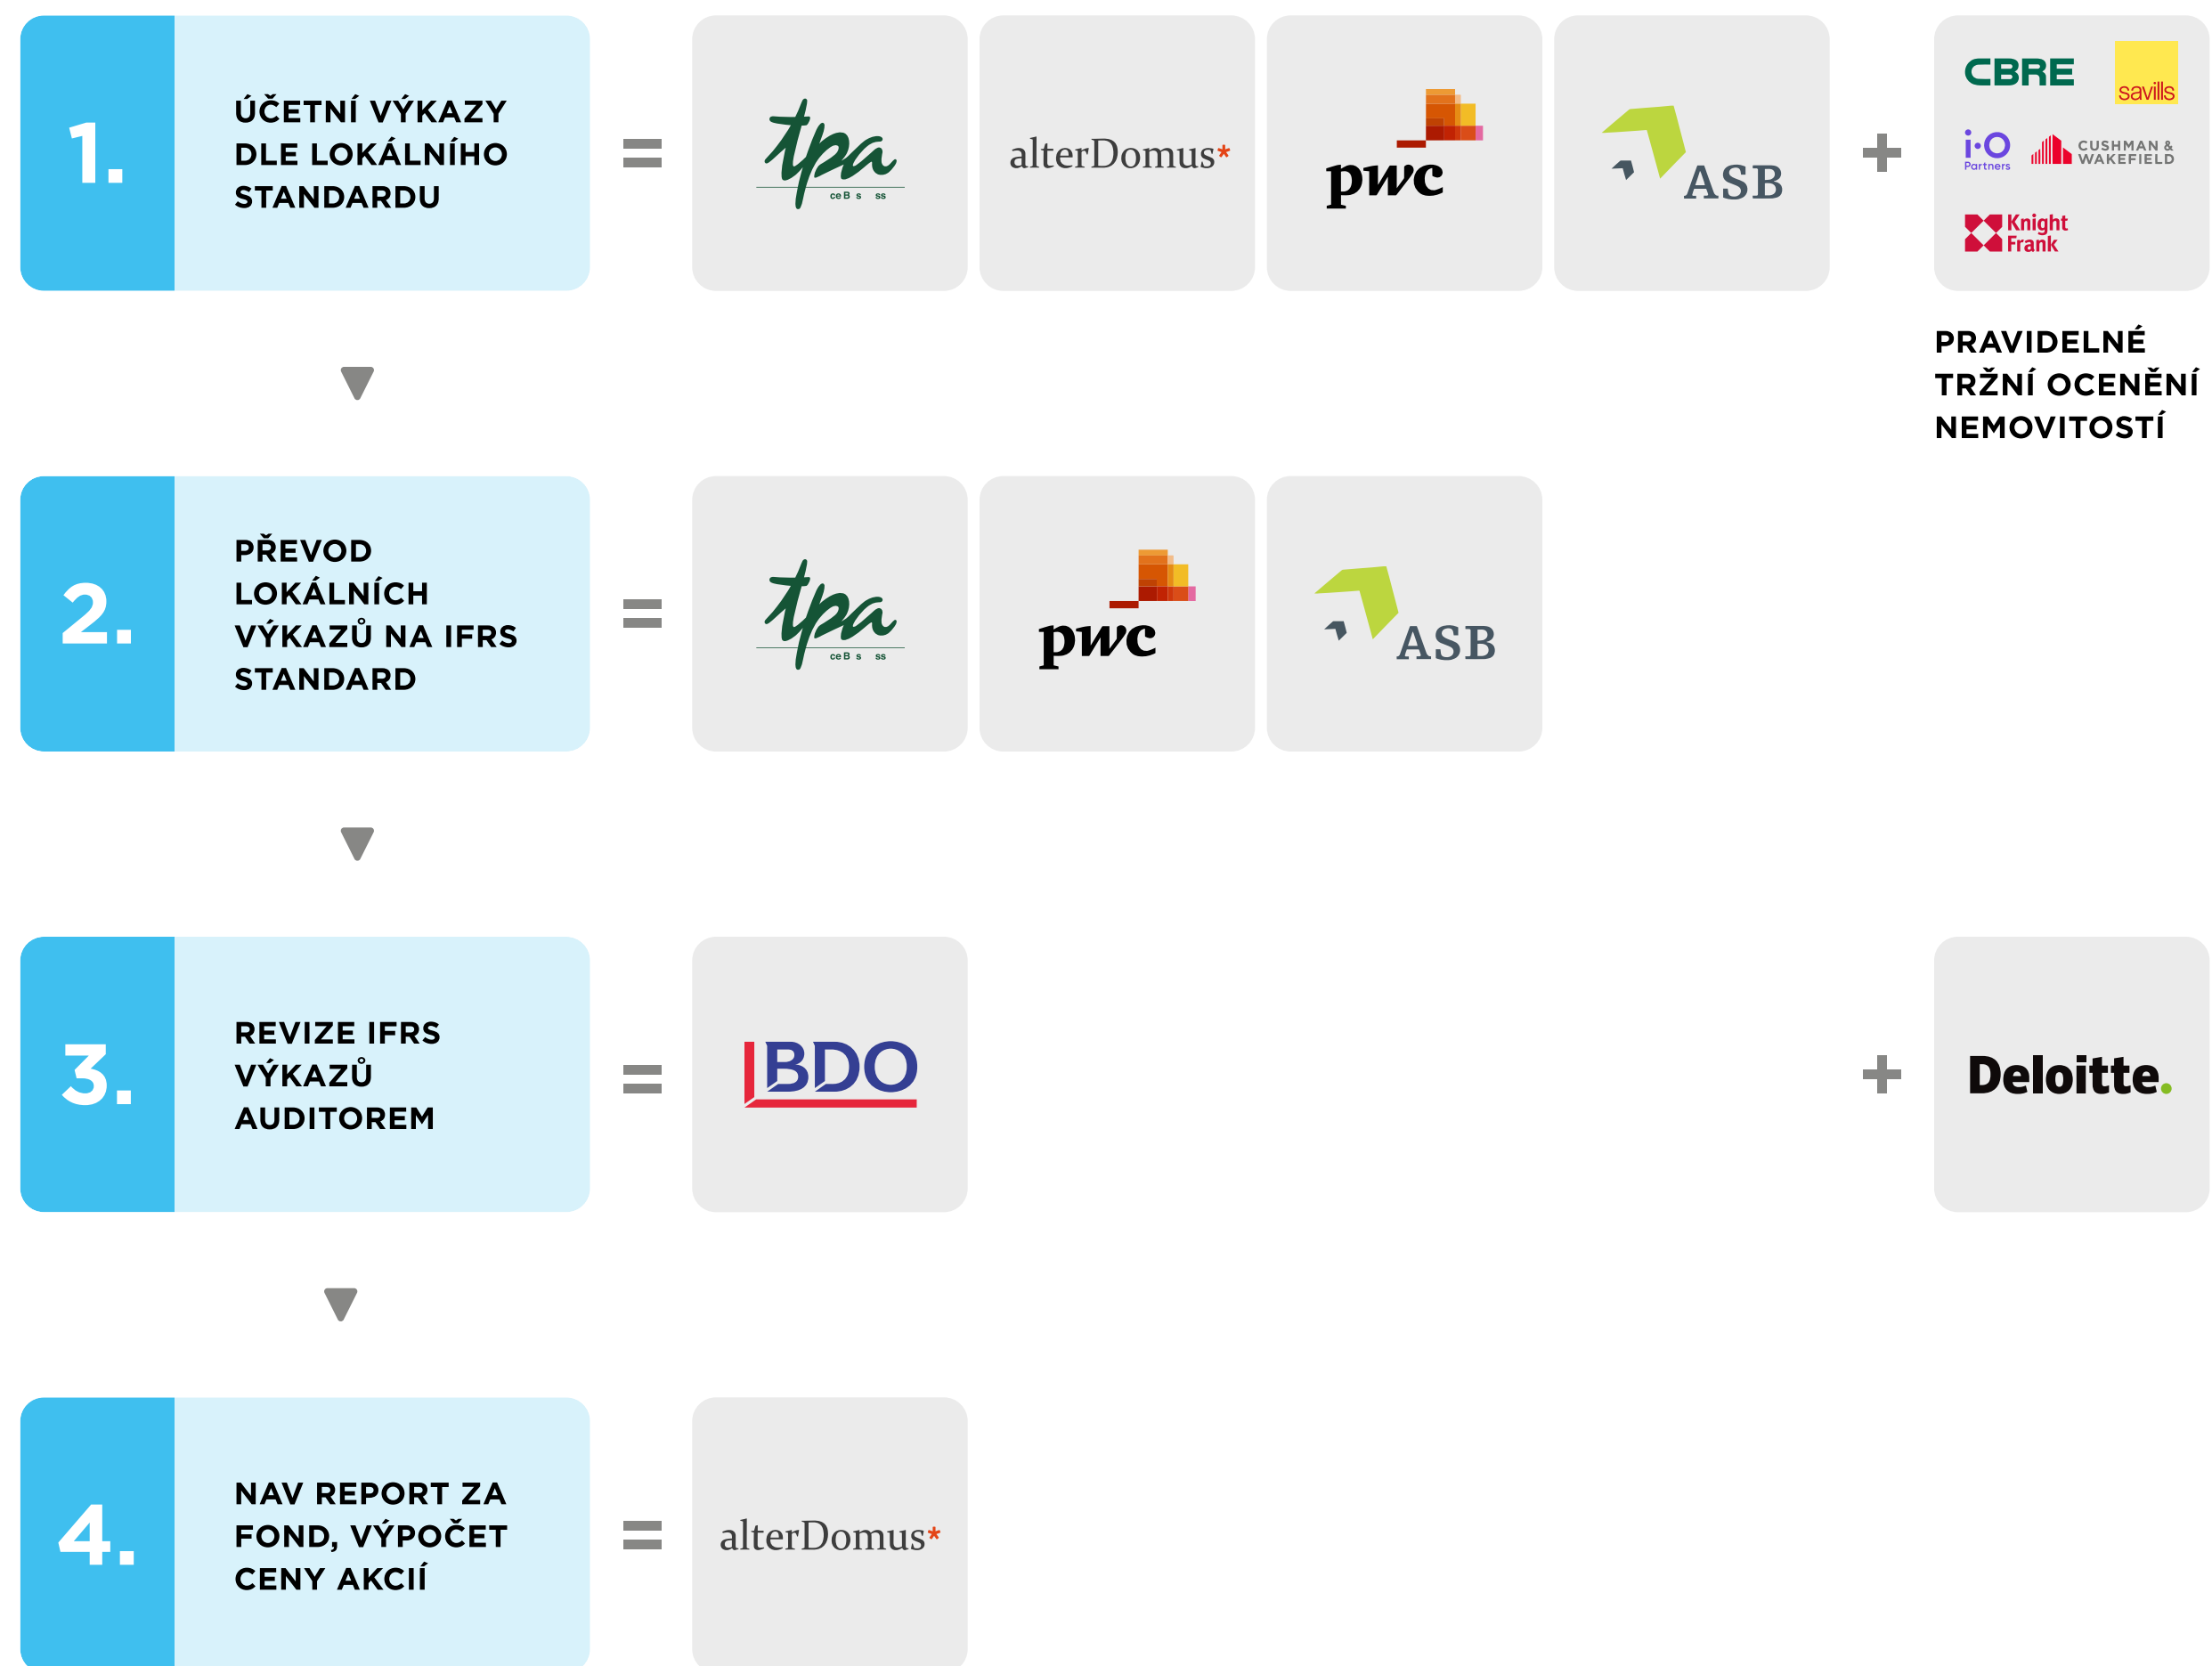 1.
ÚČETNÍ VÝKAZY
DLE LOKÁLNÍHO
STANDARDU
=
tpa
alterDomus*
pwc
ASB
+
CBRE
savills
i·O
Partners
CUSHMAN &
WAKEFIELD
Knight
Frank
PRAVIDELNÉ
TRŽNÍ OCENĚNÍ
NEMOVITOSTÍ
2.
PŘEVOD
LOKÁLNÍCH
VÝKAZŮ NA IFRS
STANDARD
=
tpa
pwc
ASB
3.
REVIZE IFRS
VÝKAZŮ
AUDITOREM
=
BDO
+
Deloitte.
4.
NAV REPORT ZA
FOND, VÝPOČET
CENY AKCIÍ
=
alterDomus*